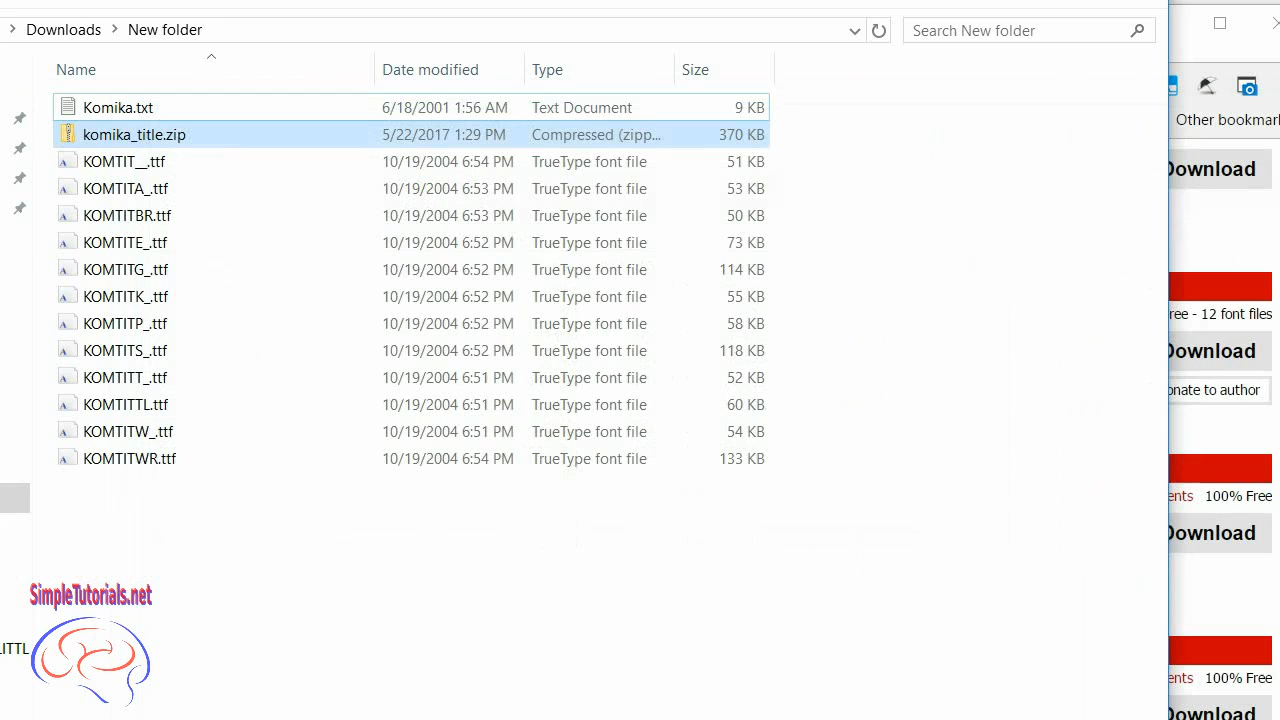 Downloads > New folder
Search New folder
Name Date modified Type Size
Komika.txt 6/18/2001 1:56 AM Text Document 9 KB
komika_title.zip 5/22/2017 1:29 PM Compressed (zipp... 370 KB
KOMTIT__.ttf 10/19/2004 6:54 PM TrueType font file 51 KB
KOMTITA_.ttf 10/19/2004 6:53 PM TrueType font file 53 KB
KOMTITBR.ttf 10/19/2004 6:53 PM TrueType font file 50 KB
KOMTITE_.ttf 10/19/2004 6:52 PM TrueType font file 73 KB
KOMTITG_.ttf 10/19/2004 6:52 PM TrueType font file 114 KB
KOMTITK_.ttf 10/19/2004 6:52 PM TrueType font file 55 KB
KOMTITP_.ttf 10/19/2004 6:52 PM TrueType font file 58 KB
KOMTITS_.ttf 10/19/2004 6:52 PM TrueType font file 118 KB
KOMTITT_.ttf 10/19/2004 6:51 PM TrueType font file 52 KB
KOMTITTL.ttf 10/19/2004 6:51 PM TrueType font file 60 KB
KOMTITW_.ttf 10/19/2004 6:51 PM TrueType font file 54 KB
KOMTITWR.ttf 10/19/2004 6:54 PM TrueType font file 133 KB
Other bookmar
Download
ree - 12 font files
Download
onate to author
ents 100% Free
Download
ents 100% Free
Download
SimpleTutorials.net
LITTL